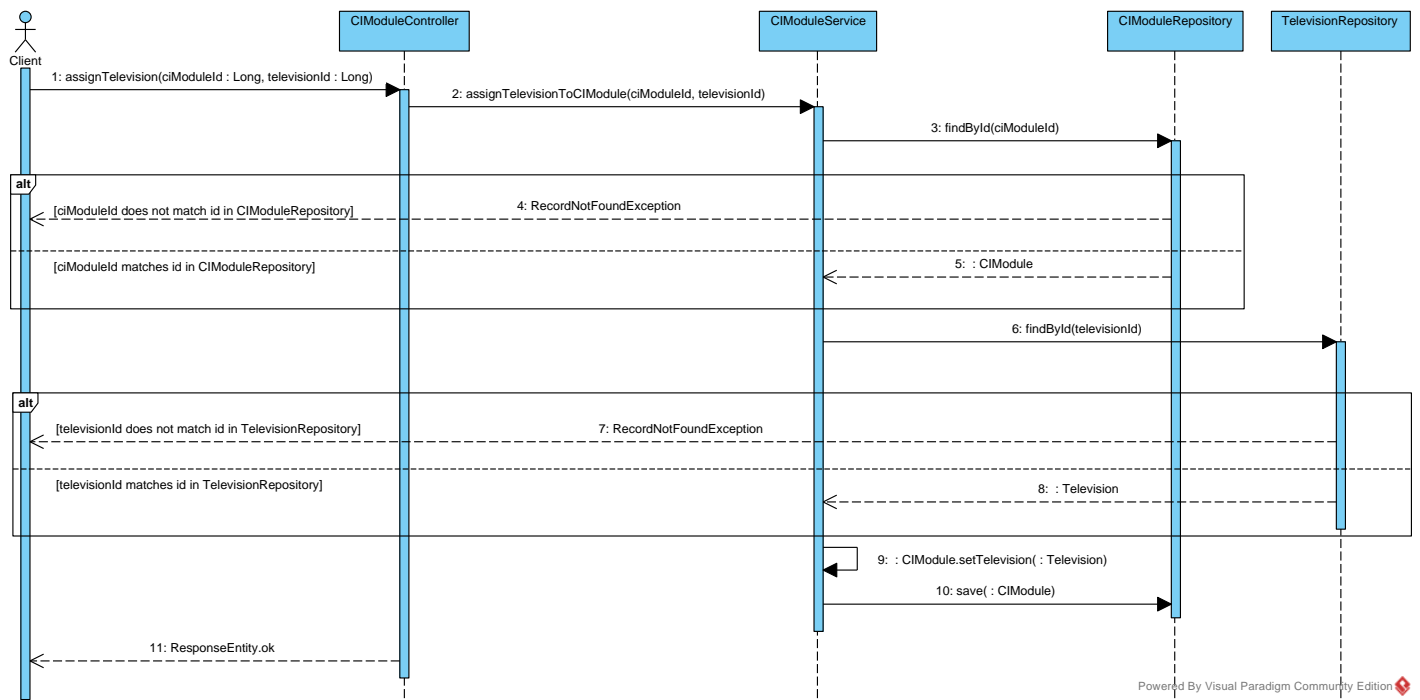 CIModuleController
CIModuleService
CIModuleRepository
TelevisionRepository
Client
1: assignTelevision(ciModuleId : Long, televisionId : Long)
2: assignTelevisionToCIModule(ciModuleId, televisionId)
3: findById(ciModuleId)
alt
4: RecordNotFoundException
[ciModuleId does not match id in CIModuleRepository]
[ciModuleId matches id in CIModuleRepository]
5: : CIModule
6: findById(televisionId)
alt
[televisionId does not match id in TelevisionRepository]
7: RecordNotFoundException
[televisionId matches id in TelevisionRepository]
8: : Television
9: : CIModule.setTelevision( : Television)
10: save( : CIModule)
11: ResponseEntity.ok
Powered By Visual Paradigm Community Edition